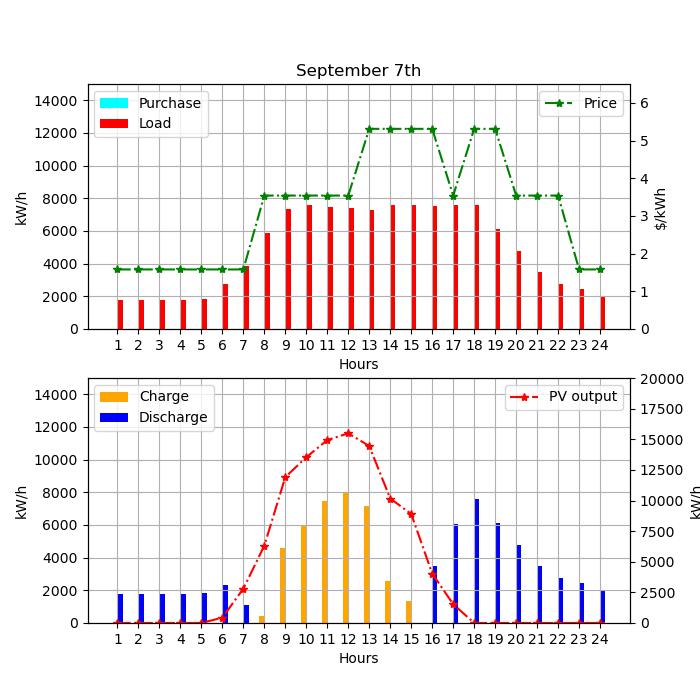 September 7th
14000
12000
10000
8000
6000
4000
2000
0
kW/h
Purchase
Load
Price
6
5
4
3
2
1
0
$/kWh
1 2 3 4 5 6 7 8 9 10 11 12 13 14 15 16 17 18 19 20 21 22 23 24
Hours
14000
12000
10000
8000
6000
4000
2000
0
kW/h
Charge
Discharge
PV output
20000
17500
15000
12500
10000
7500
5000
2500
0
kW/h
1 2 3 4 5 6 7 8 9 10 11 12 13 14 15 16 17 18 19 20 21 22 23 24
Hours